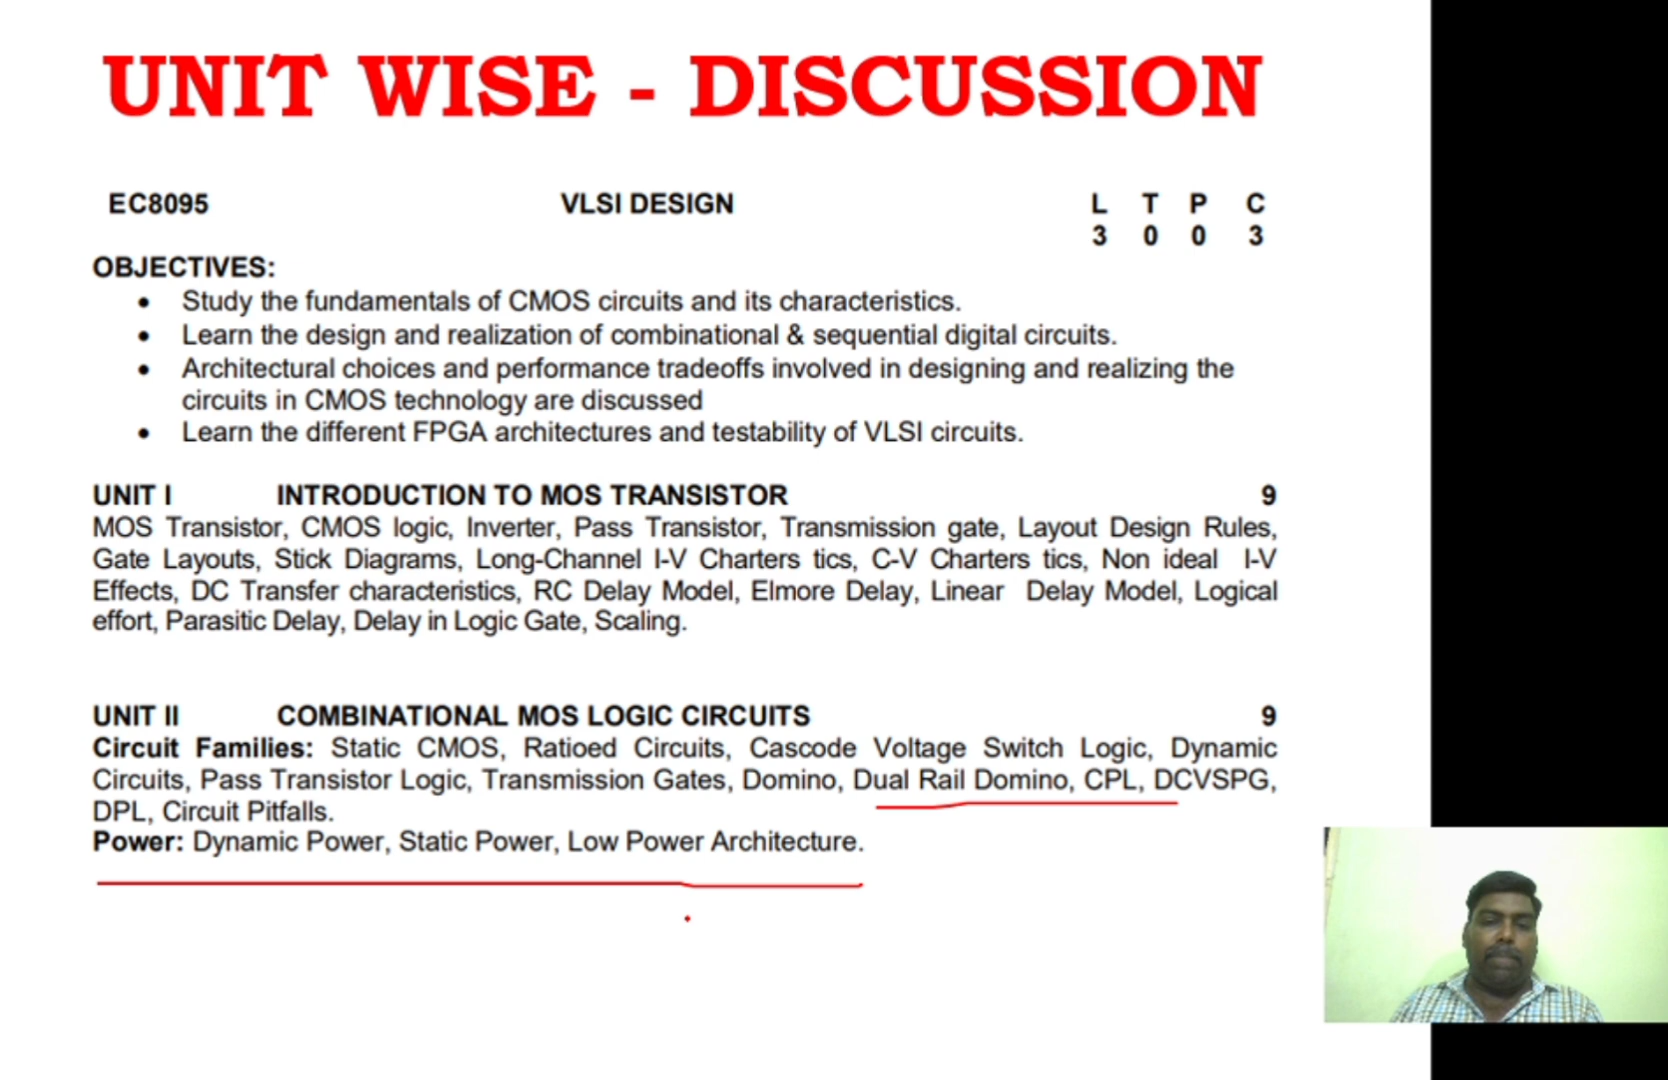 UNIT WISE - DISCUSSION
EC8095 VLSI DESIGN L T P C
3 0 0 3
OBJECTIVES:
• Study the fundamentals of CMOS circuits and its characteristics.
• Learn the design and realization of combinational & sequential digital circuits.
• Architectural choices and performance tradeoffs involved in designing and realizing the
circuits in CMOS technology are discussed
• Learn the different FPGA architectures and testability of VLSI circuits.
UNIT I INTRODUCTION TO MOS TRANSISTOR 9
MOS Transistor, CMOS logic, Inverter, Pass Transistor, Transmission gate, Layout Design Rules,
Gate Layouts, Stick Diagrams, Long-Channel I-V Charters tics, C-V Charters tics, Non ideal I-V
Effects, DC Transfer characteristics, RC Delay Model, Elmore Delay, Linear Delay Model, Logical
effort, Parasitic Delay, Delay in Logic Gate, Scaling.
UNIT II COMBINATIONAL MOS LOGIC CIRCUITS 9
Circuit Families: Static CMOS, Ratioed Circuits, Cascode Voltage Switch Logic, Dynamic
Circuits, Pass Transistor Logic, Transmission Gates, Domino, Dual Rail Domino, CPL, DCVSPG,
DPL, Circuit Pitfalls.
Power: Dynamic Power, Static Power, Low Power Architecture.